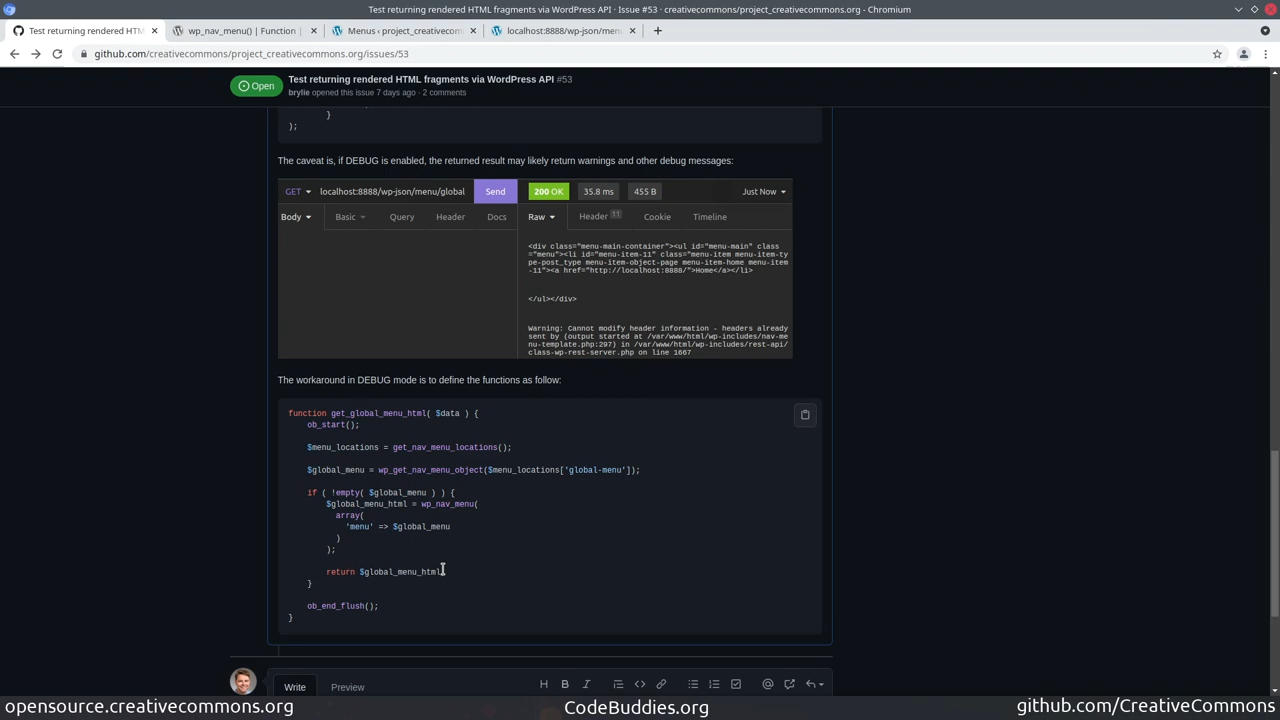 Test returning rendered HTML fragments via WordPress API · Issue #53 · creativecommons/project_creativecommons.org - Chromium
Test returning rendered HTM
wp_nav_menu() | Function |
Menus ‹ project_creativecom
localhost:8888/wp-json/menu
github.com/creativecommons/project_creativecommons.org/issues/53
Open
Test returning rendered HTML fragments via WordPress API #53
brylie opened this issue 7 days ago · 2 comments
}
);
The caveat is, if DEBUG is enabled, the returned result may likely return warnings and other debug messages:
GET localhost:8888/wp-json/menu/global Send 200 OK 35.8 ms 455 B Just Now
Body Basic Query Header Docs Raw Header 11 Cookie Timeline
<div class="menu-main-container"><ul id="menu-main" class
="menu"><li id="menu-item-11" class="menu-item menu-item-ty
pe-post_type menu-item-object-page menu-item-home menu-item
-11"><a href="http://localhost:8888/">Home</a></li>
</ul></div>
Warning: Cannot modify header information - headers already
sent by (output started at /var/www/html/wp-includes/nav-me
nu-template.php:297) in /var/www/html/wp-includes/rest-api/
class-wp-rest-server.php on line 1667
The workaround in DEBUG mode is to define the functions as follow:
function get_global_menu_html( $data ) {
ob_start();
$menu_locations = get_nav_menu_locations();
$global_menu = wp_get_nav_menu_object($menu_locations['global-menu']);
if ( !empty( $global_menu ) ) {
$global_menu_html = wp_nav_menu(
array(
'menu' => $global_menu
)
);
return $global_menu_html
}
ob_end_flush();
}
Write Preview
opensource.creativecommons.org
CodeBuddies.org
github.com/CreativeCommons